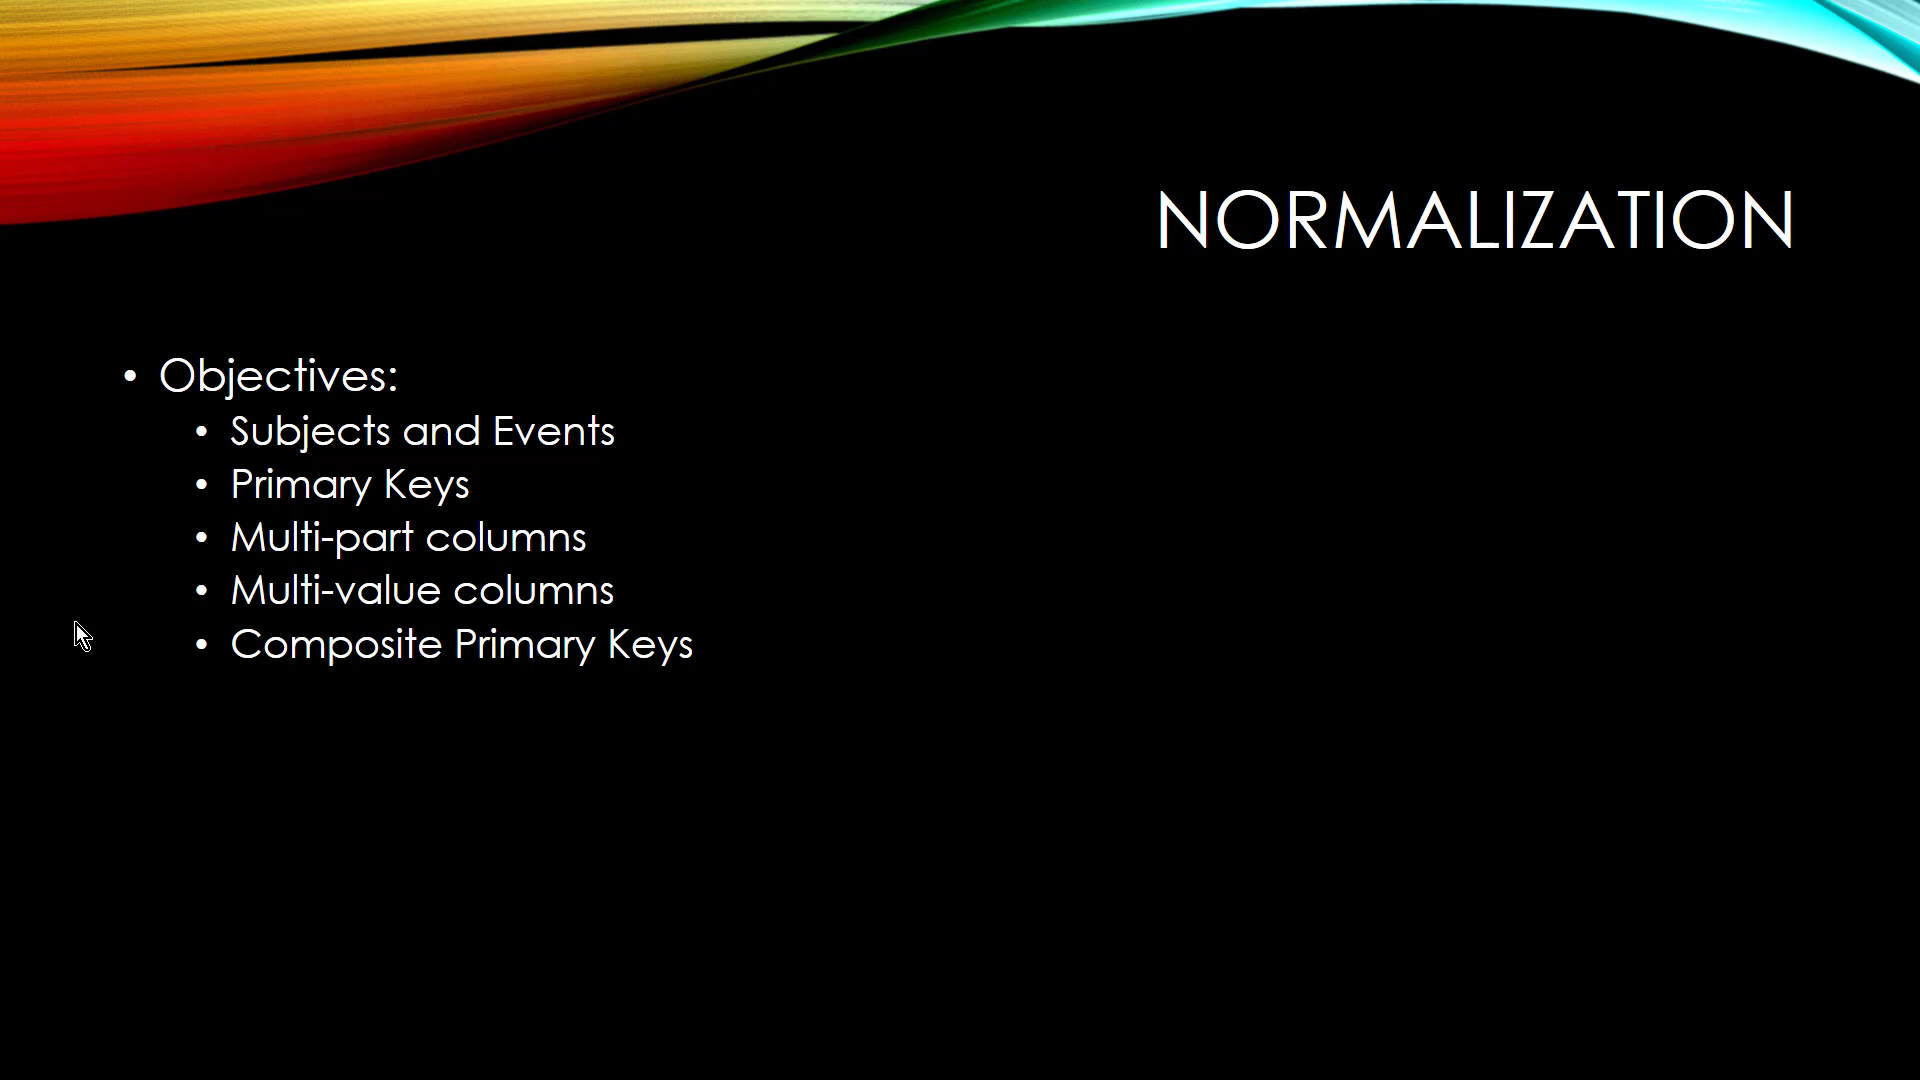 NORMALIZATION
• Objectives:
• Subjects and Events
• Primary Keys
• Multi-part columns
• Multi-value columns
• Composite Primary Keys